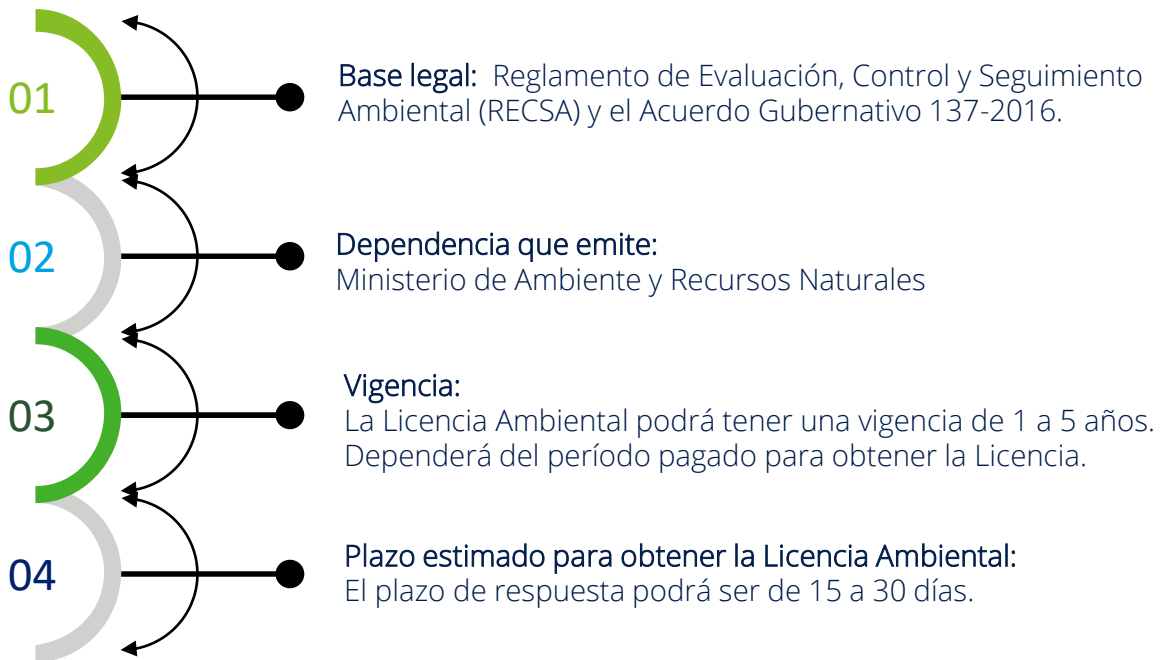 01
Base legal: Reglamento de Evaluación, Control y Seguimiento
Ambiental (RECSA) y el Acuerdo Gubernativo 137-2016.
02
Dependencia que emite:
Ministerio de Ambiente y Recursos Naturales
03
Vigencia:
La Licencia Ambiental podrá tener una vigencia de 1 a 5 años.
Dependerá del período pagado para obtener la Licencia.
04
Plazo estimado para obtener la Licencia Ambiental:
El plazo de respuesta podrá ser de 15 a 30 días.